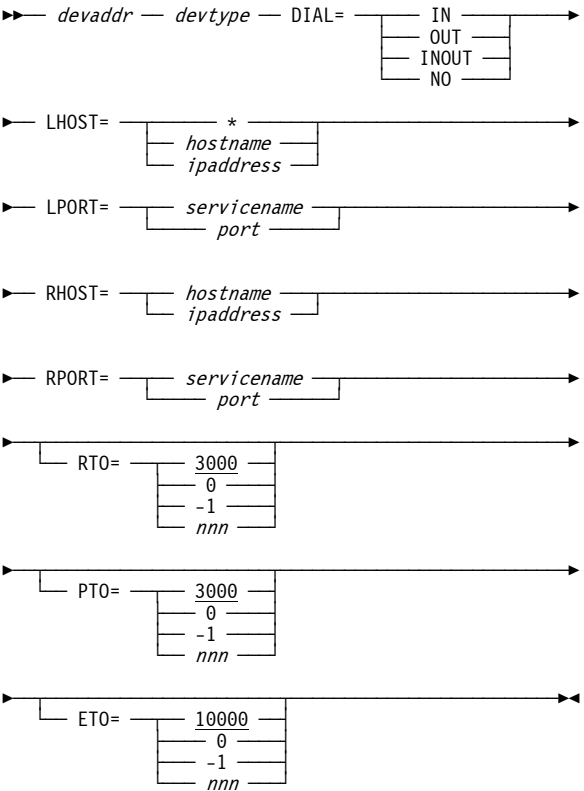 devaddr devtype DIAL= IN
OUT
INOUT
NO
LHOST= *
hostname
ipaddress
LPORT= servicename
port
RHOST= hostname
ipaddress
RPORT= servicename
port
RTO= 3000
0
-1
nnn
PTO= 3000
0
-1
nnn
ETO= 10000
0
-1
nnn